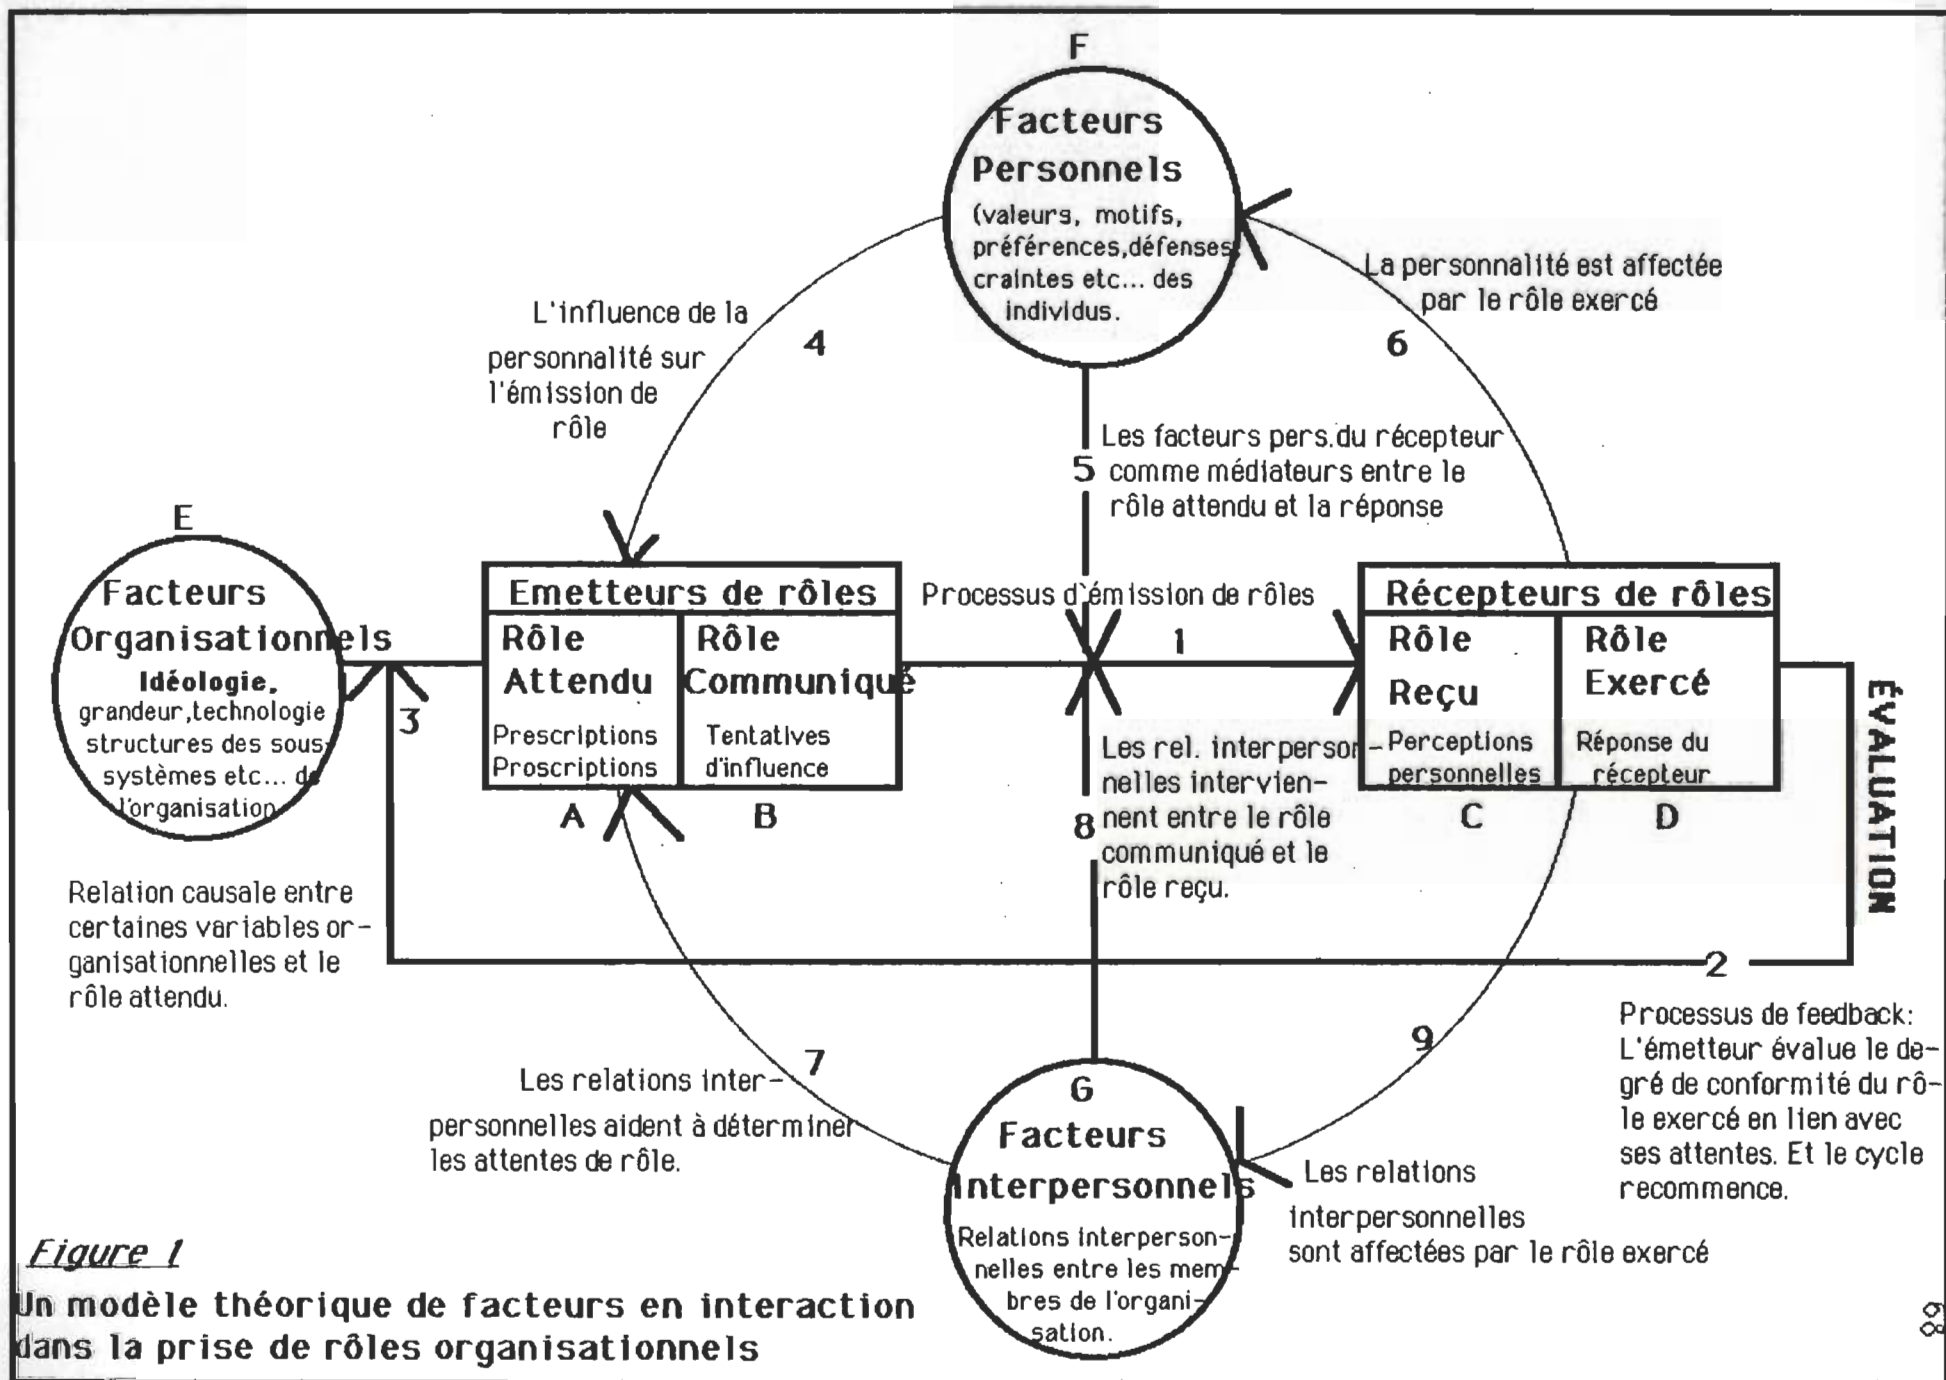 F
Facteurs
Personnels
(valeurs, motifs,
préférences,défenses,
craintes etc... des
individus.
L'influence de la
personnalité sur
l'émission de
rôle
4
La personnalité est affectée
par le rôle exercé
6
Les facteurs pers.du récepteur
5 comme médiateurs entre le
rôle attendu et la réponse
E
Facteurs
Organisationnels
Idéologie,
grandeur,technologie
structures des sous-
systèmes etc... de
l'organisation
3
Relation causale entre
certaines variables or-
ganisationnelles et le
rôle attendu.
Emetteurs de rôles
Rôle
Attendu
Prescriptions
Proscriptions
A
Rôle
Communiqué
Tentatives
d'influence
B
Processus d'émission de rôles
1
Récepteurs de rôles
Rôle
Reçu
Perceptions
personnelles
C
Rôle
Exercé
Réponse du
récepteur
D
ÉVALUATION
Les rel. interperson-
nelles intervien-
nent entre le rôle
communiqué et le
rôle reçu.
8
2
Processus de feedback:
L'émetteur évalue le de-
gré de conformité du rô-
le exercé en lien avec
ses attentes. Et le cycle
recommence.
7
Les relations inter-
personnelles aident à déterminer
les attentes de rôle.
9
Les relations
interpersonnelles
sont affectées par le rôle exercé
G
Facteurs
Interpersonnels
Relations interperson-
nelles entre les mem-
bres de l'organi-
sation.
Figure 1
Un modèle théorique de facteurs en interaction
dans la prise de rôles organisationnels